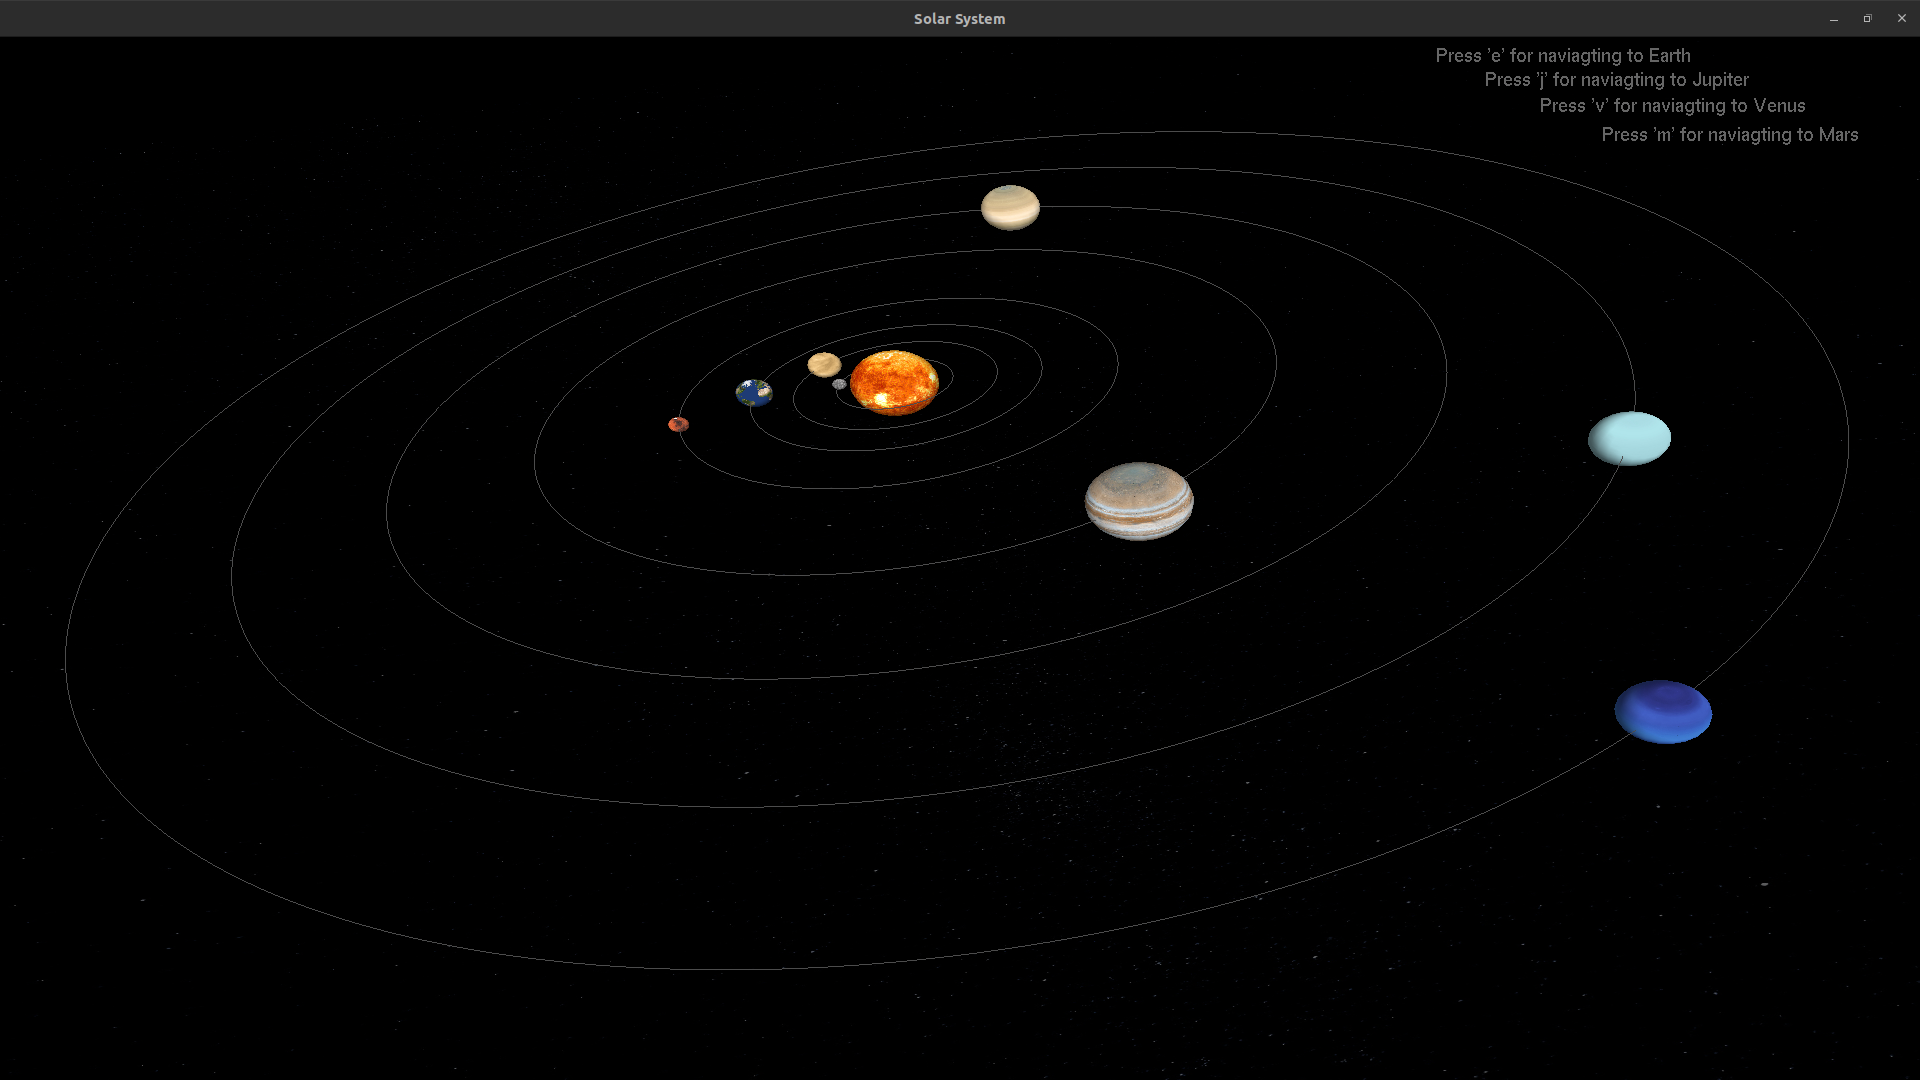 Solar System
Press 'e' for naviagting to Earth
Press 'j' for naviagting to Jupiter
Press 'v' for naviagting to Venus
Press 'm' for naviagting to Mars